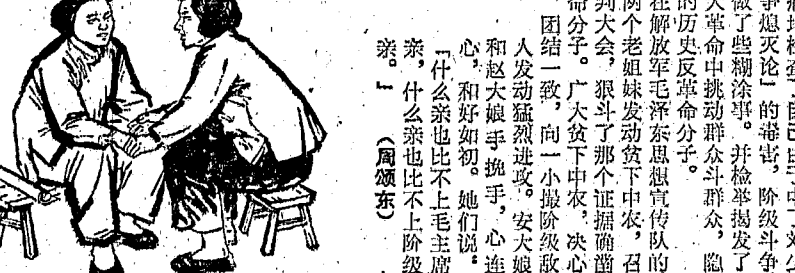 争熄灭论」的毒害，阶级斗争
做了些糊涂事。并检举揭发了
大革命中挑动群众斗群众，隐
的历史反革命分子。
在解放军毛泽东思想宣传队的
两个老姐妹发动贫下中农，召
判大会，狠斗了那个证据确凿
命分子。广大贫下中农，决心
团结一致，向一小撮阶级敌
人发动猛烈进攻。安大娘
和赵大娘手挽手，心连
心，和好如初。她们说：
「什么亲也比不上毛主席
亲，什么亲也比不上阶级
亲。」（周颂东）